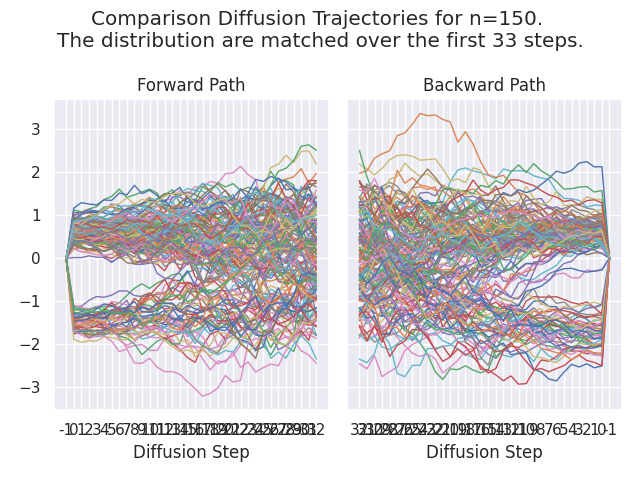 Comparison Diffusion Trajectories for n=150.
The distribution are matched over the first 33 steps.
Forward Path
Backward Path
3
2
1
0
−1
−2
−3
Diffusion Step
Diffusion Step